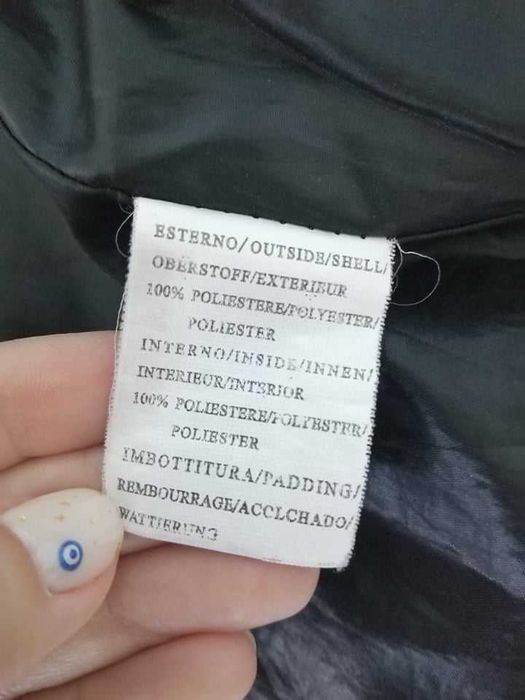 ESTERNO/OUTSIDE/SHELL/
OBERSTOFF/EXTERIEUR
100% POLIESTERE/POLYESTER/
POLIESTER
INTERNO/INSIDE/INNEN/
INTERIEUR/INTERJOR
100% POLIESTERE/POLYESTER/
POLIESTER
IMBOTTITURA/PADDING/
REMBOURRAGE/ACOLCHADO/
WATTIERUNG